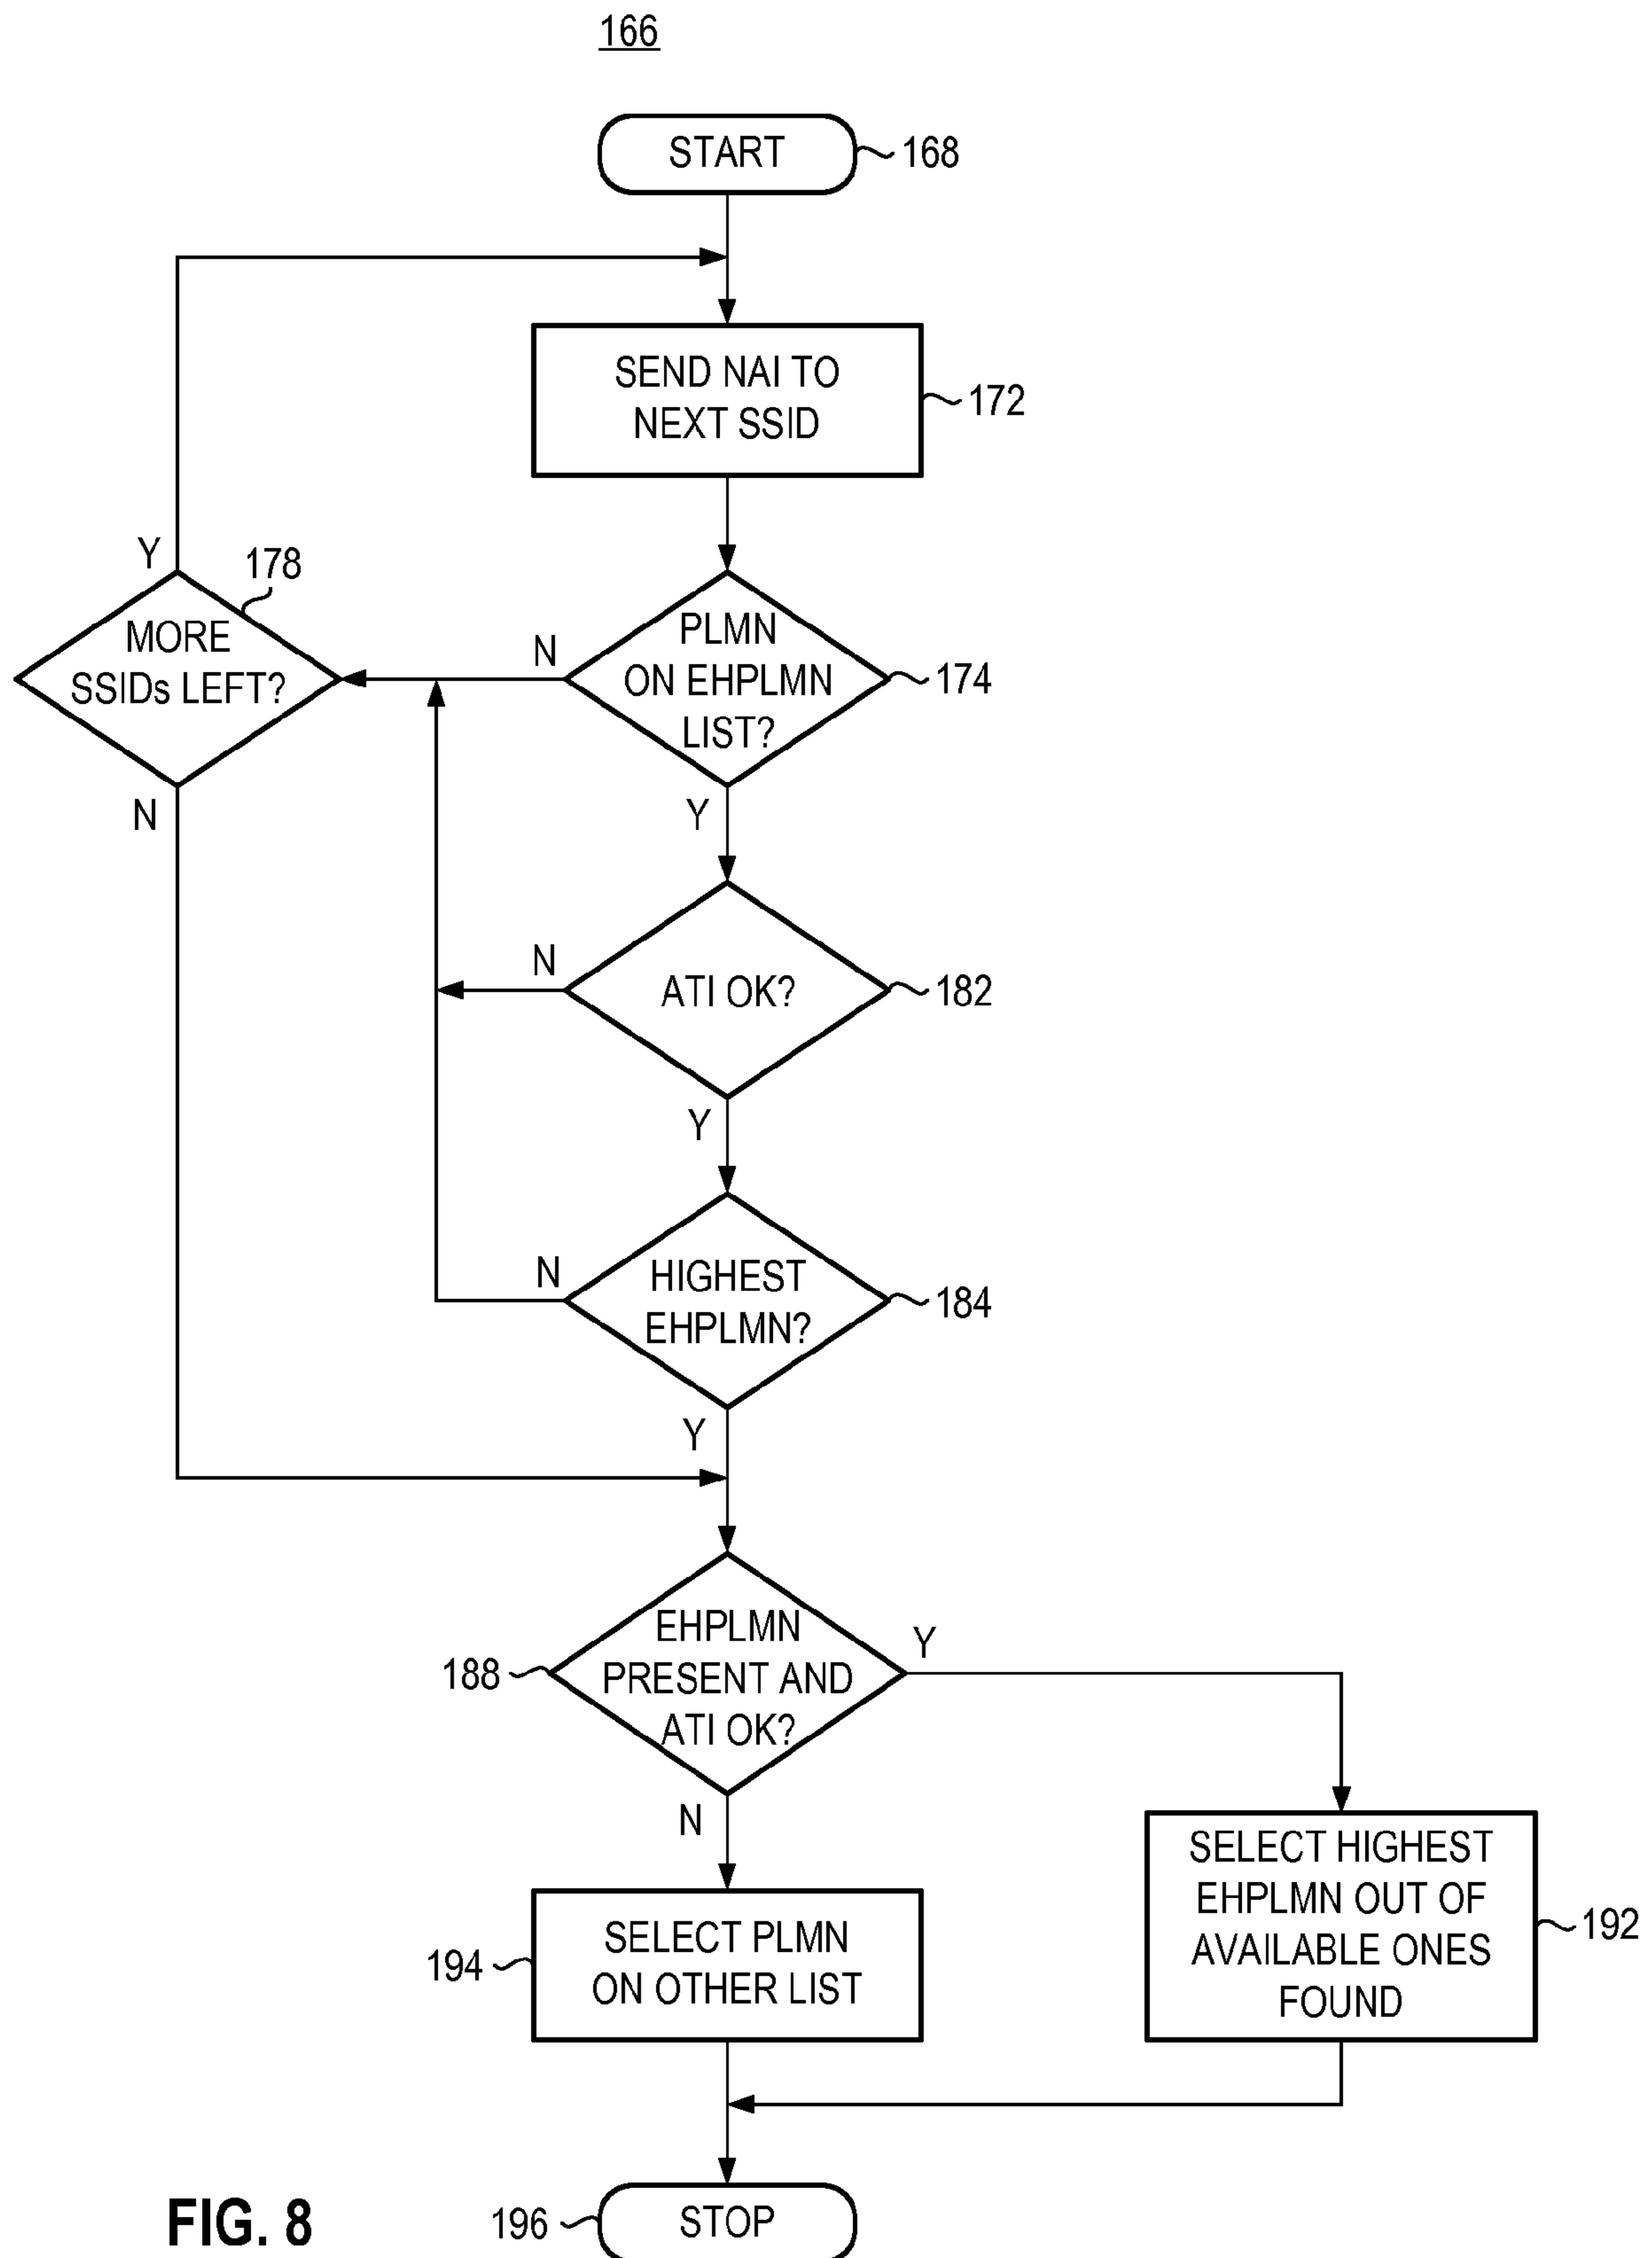 166
START
168
SEND NAI TO
NEXT SSID
172
Y
178
MORE
SSIDs LEFT?
N
PLMN
ON EHPLMN
LIST?
174
N
Y
N
ATI OK?
182
Y
N
HIGHEST
EHPLMN?
184
Y
188
EHPLMN
PRESENT AND
ATI OK?
Y
N
SELECT HIGHEST
EHPLMN OUT OF
AVAILABLE ONES
FOUND
192
194
SELECT PLMN
ON OTHER LIST
196
STOP
FIG. 8